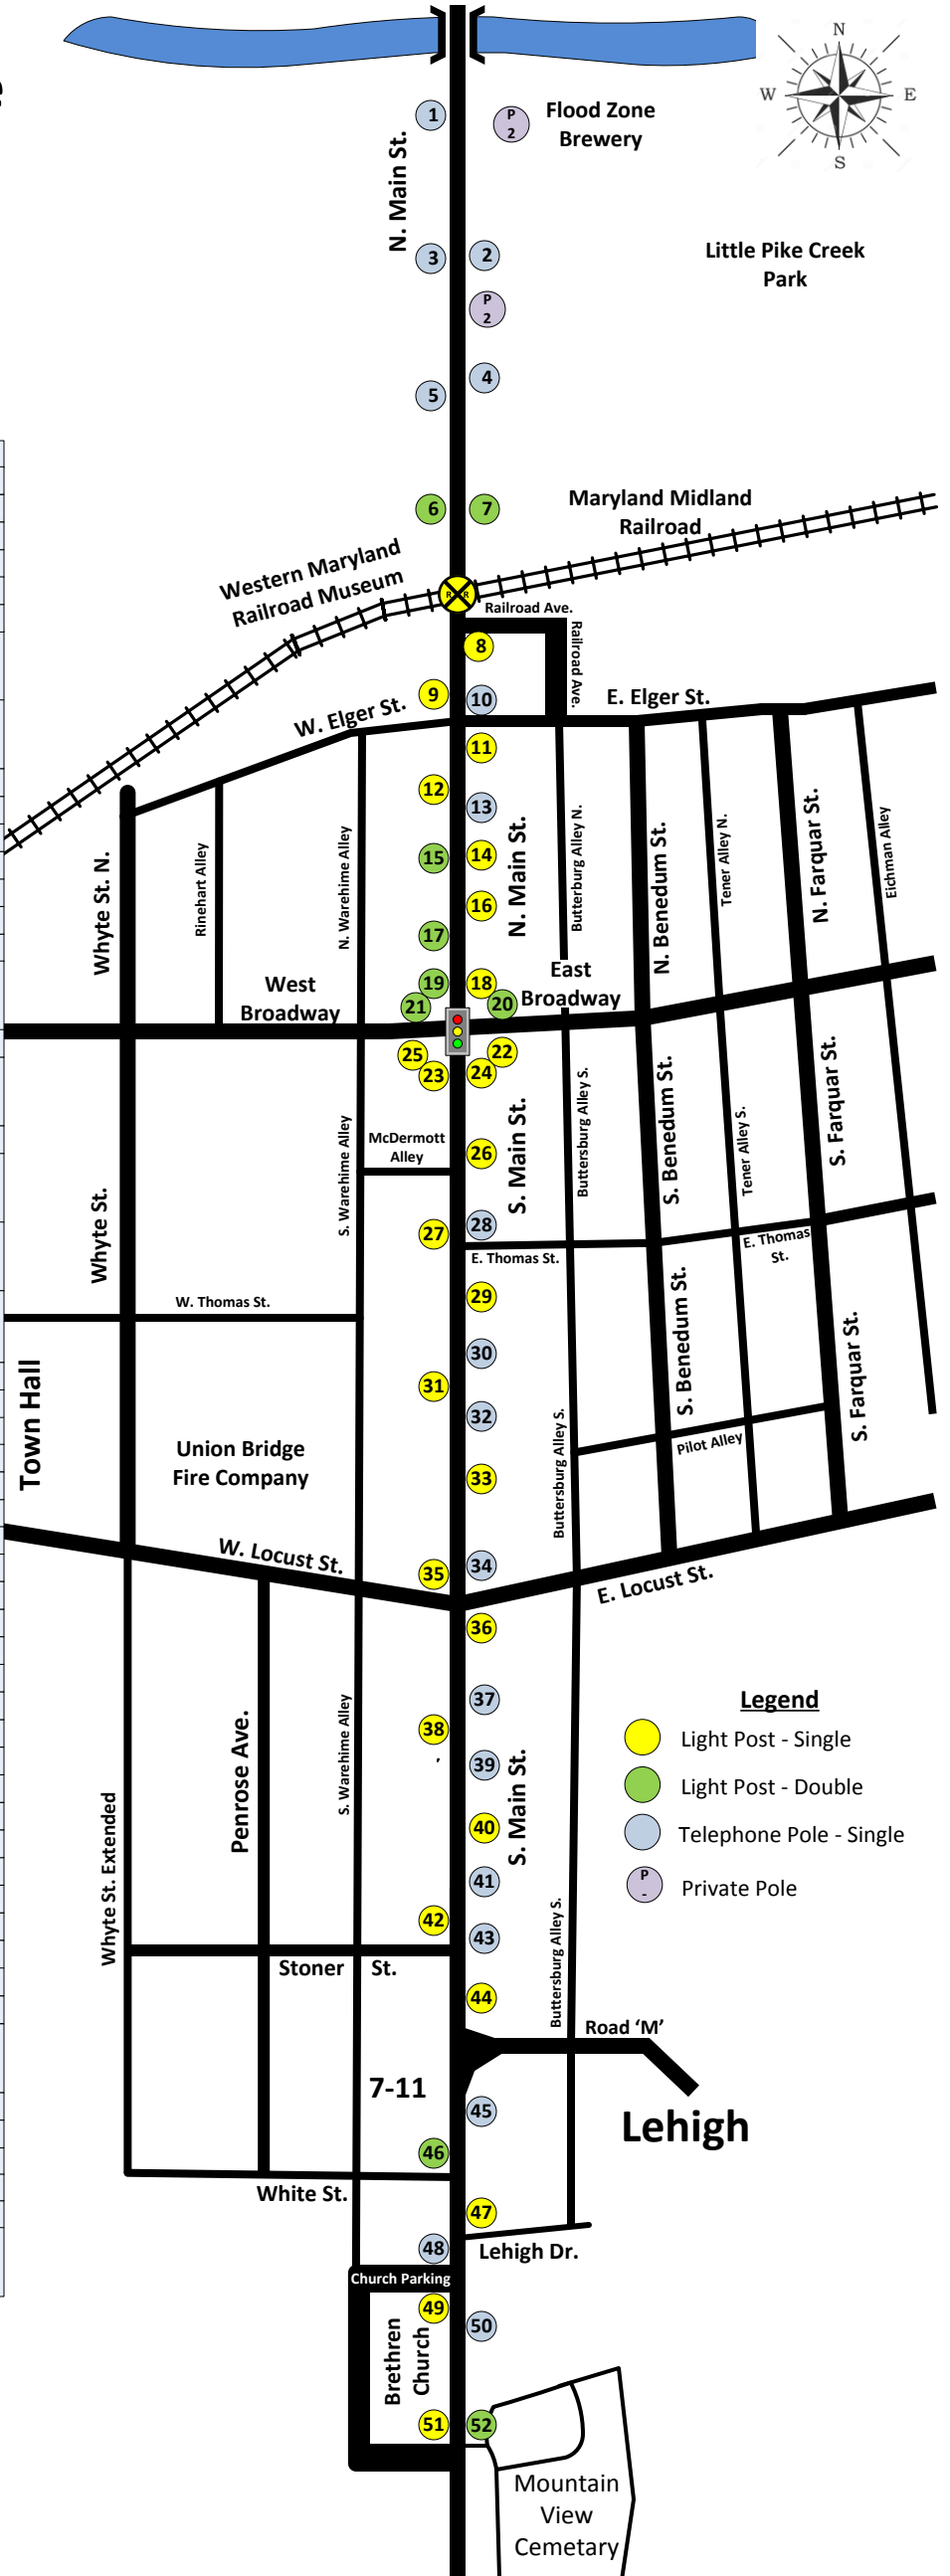 N
W
E
S
e
1
P
2
Flood Zone
Brewery
N. Main St.
3
2
Little Pike Creek
Park
P
2
4
5
6
7
Maryland Midland
Railroad
Western Maryland
Railroad Museum
R R
Railroad Ave.
8
Railroad Ave.
9
10
W. Elger St.
E. Elger St.
11
12
13
14
15
16
17
18
19
20
21
N. Main St.
Whyte St. N.
Rinehart Alley
N. Warehime Alley
Butterburg Alley N.
N. Benedum St.
Tener Alley N.
N. Farquar St.
Eichman Alley
West
Broadway
East
Broadway
25
22
23
24
McDermott
Alley
26
S. Main St.
S. Warehime Alley
Buttersburg Alley S.
S. Benedum St.
Tener Alley S.
S. Farquar St.
Whyte St.
27
28
E. Thomas St.
E. Thomas
St.
29
W. Thomas St.
30
31
32
33
Town Hall
Union Bridge
Fire Company
Buttersburg Alley S.
S. Benedum St.
Pilot Alley
S. Farquar St.
W. Locust St.
35
34
E. Locust St.
36
37
38
,
39
40
41
42
43
44
Whyte St. Extended
Penrose Ave.
S. Warehime Alley
S. Main St.
Buttersburg Alley S.
Legend
Light Post - Single
Light Post - Double
Telephone Pole - Single
P
-
Private Pole
Stoner St.
Road ‘M’
7-11
45
Lehigh
46
White St.
47
48
Lehigh Dr.
Church Parking
49
50
Brethren
Church
51
52
Mountain
View
Cemetary